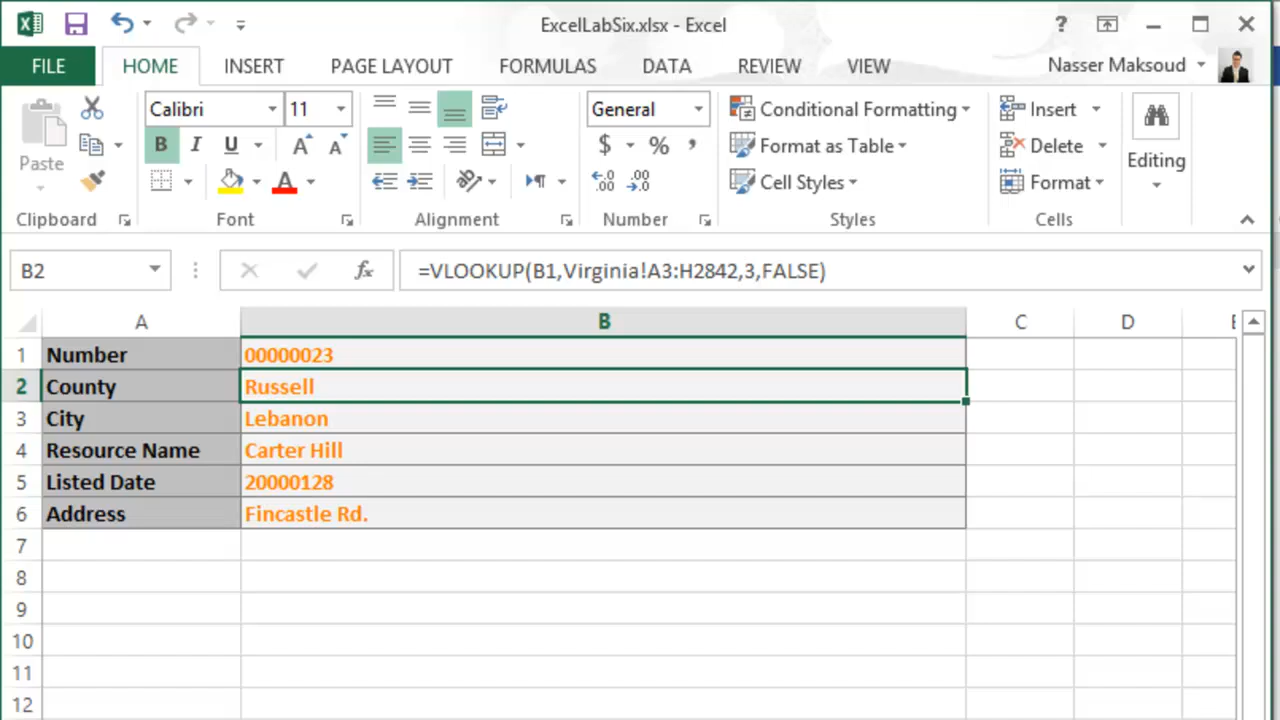 ExcelLabSix.xlsx - Excel
?
FILE HOME INSERT PAGE LAYOUT FORMULAS DATA REVIEW VIEW Nasser Maksoud
Paste
Calibri 11
B I U A A
A
General
$ % ,
Conditional Formatting
Format as Table
Cell Styles
Insert
Delete
Format
Editing
Clipboard Font Alignment Number Styles Cells
B2 fx =VLOOKUP(B1,Virginia!A3:H2842,3,FALSE)
A B C D
1 Number 00000023
2 County Russell
3 City Lebanon
4 Resource Name Carter Hill
5 Listed Date 20000128
6 Address Fincastle Rd.
7
8
9
10
11
12